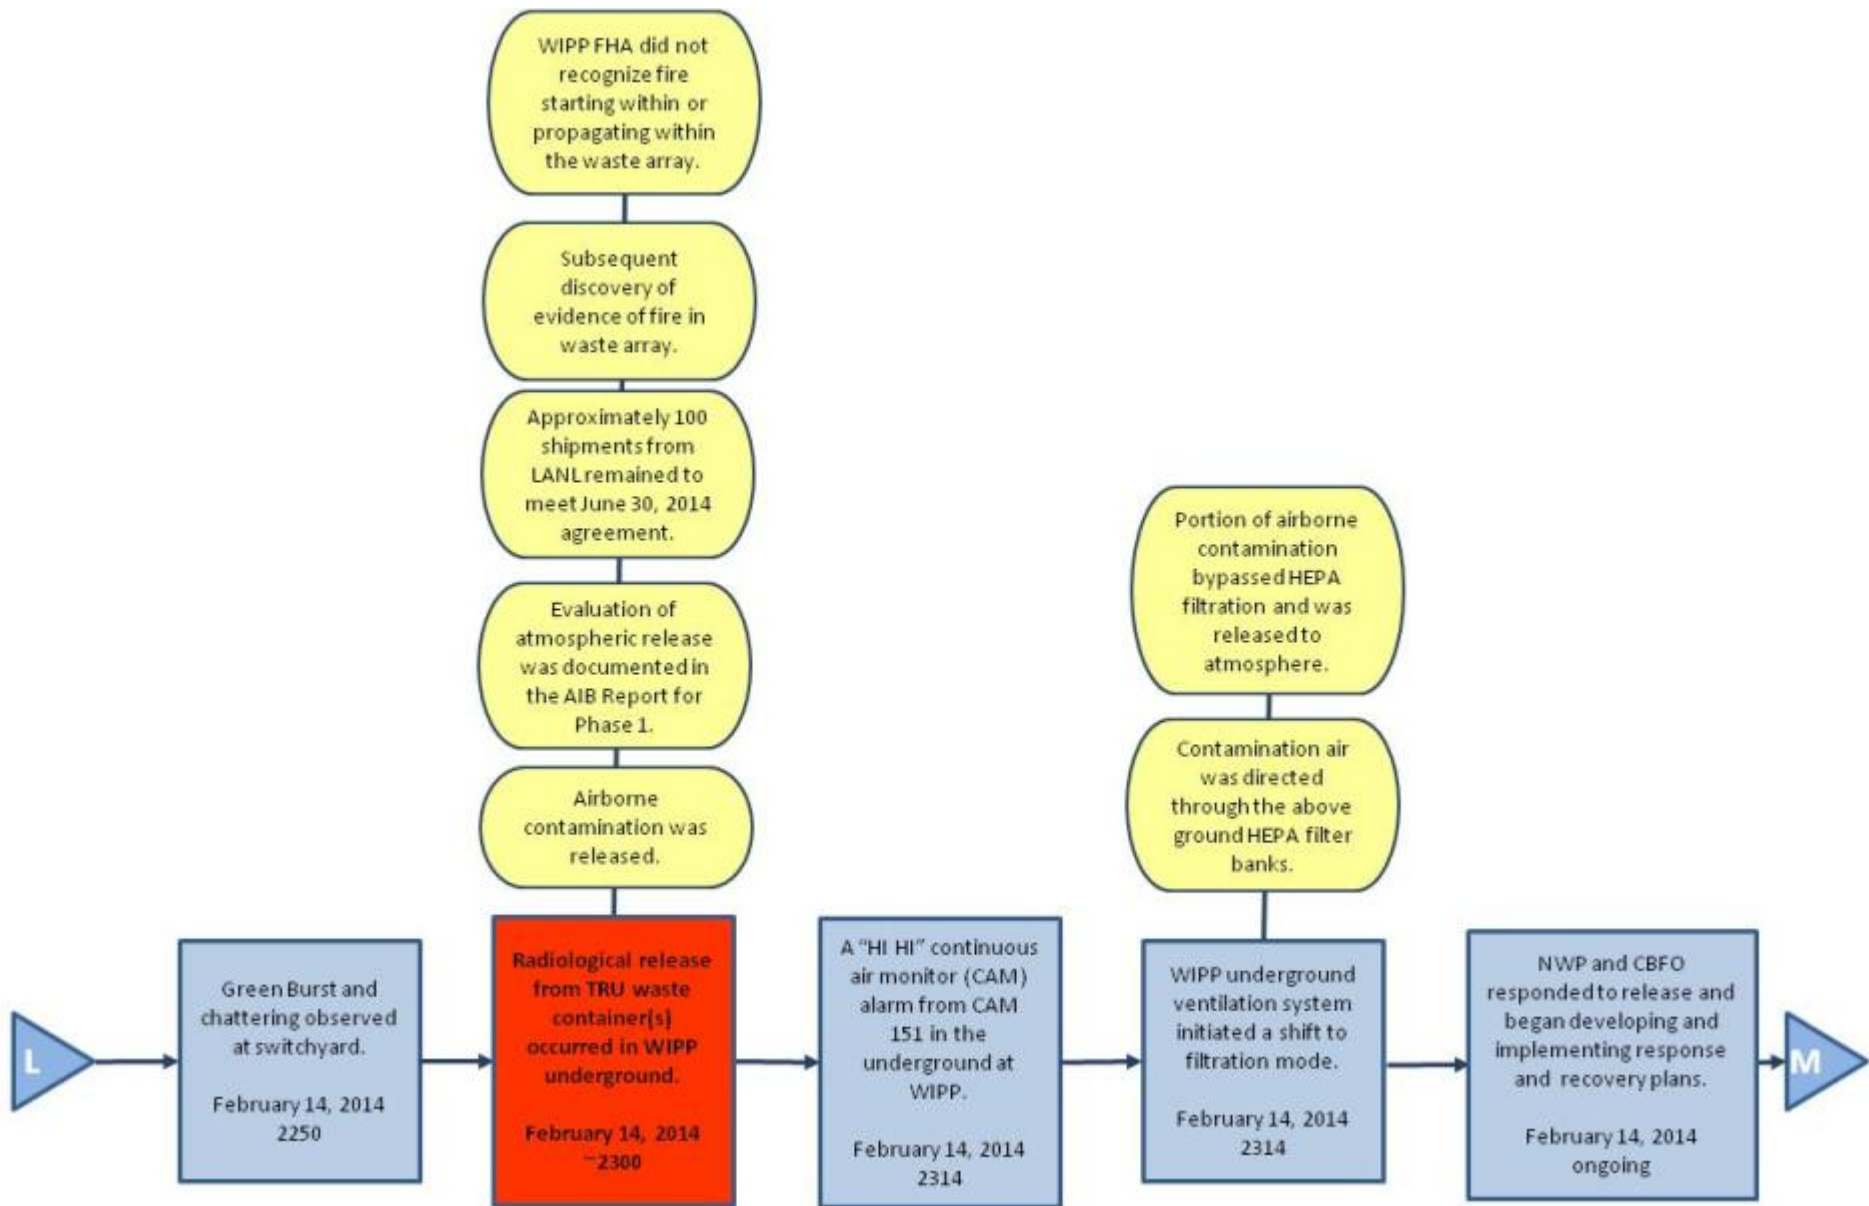 WIPP FHA did not
recognize fire
starting within or
propagating within
the waste array.
Subsequent
discovery of
evidence of fire in
waste array.
Approximately 100
shipments from
LANL remained to
meet June 30, 2014
agreement.
Evaluation of
atmospheric release
was documented in
the AIB Report for
Phase 1.
Airborne
contamination was
released.
Portion of airborne
contamination
bypassed HEPA
filtration and was
released to
atmosphere.
Contamination air
was directed
through the above
ground HEPA filter
banks.
L
Green Burst and
chattering observed
at switchyard.
February 14, 2014
2250
Radiological release
from TRU waste
container(s)
occurred in WIPP
underground.
February 14, 2014
~2300
A “HI HI” continuous
air monitor (CAM)
alarm from CAM
151 in the
underground at
WIPP.
February 14, 2014
2314
WIPP underground
ventilation system
initiated a shift to
filtration mode.
February 14, 2014
2314
NWP and CBFO
responded to release and
began developing and
implementing response
and recovery plans.
February 14, 2014
ongoing
M